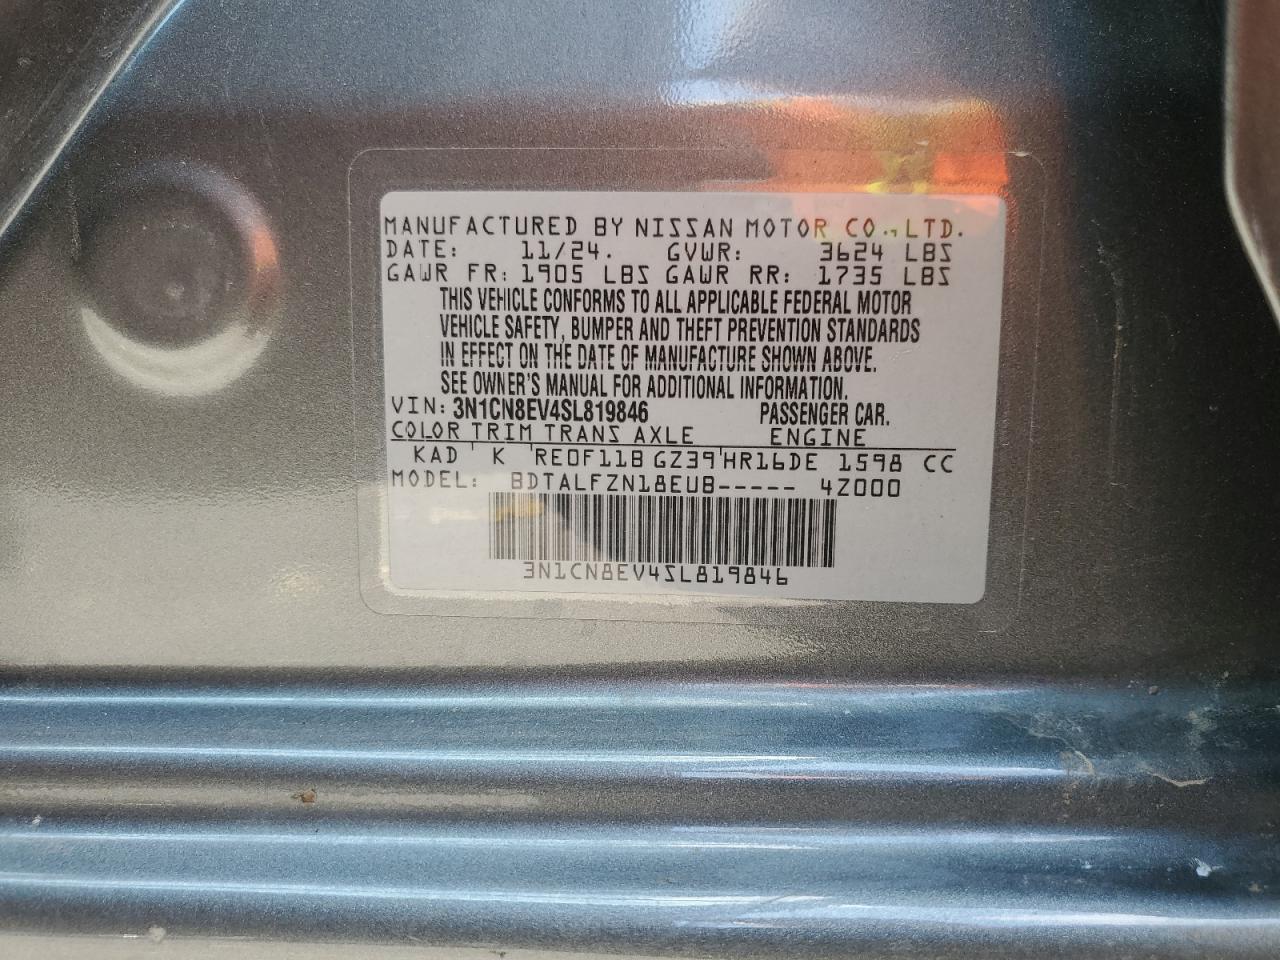 MANUFACTURED BY NISSAN MOTOR CO., LTD.
DATE: 11/24. GVWR: 3624 LBS
GAWR FR: 1905 LBS GAWR RR: 1735 LBS
THIS VEHICLE CONFORMS TO ALL APPLICABLE FEDERAL MOTOR
VEHICLE SAFETY, BUMPER AND THEFT PREVENTION STANDARDS
IN EFFECT ON THE DATE OF MANUFACTURE SHOWN ABOVE.
SEE OWNER'S MANUAL FOR ADDITIONAL INFORMATION.
VIN: 3N1CN8EV4SL819846 PASSENGER CAR.
COLOR TRIM TRANS AXLE ENGINE
KAD K RE0F11B GZ39 HR16DE 1598 CC
MODEL: BDTALFZN18EUB----- 4Z000
3N1CN8EV4SL819846